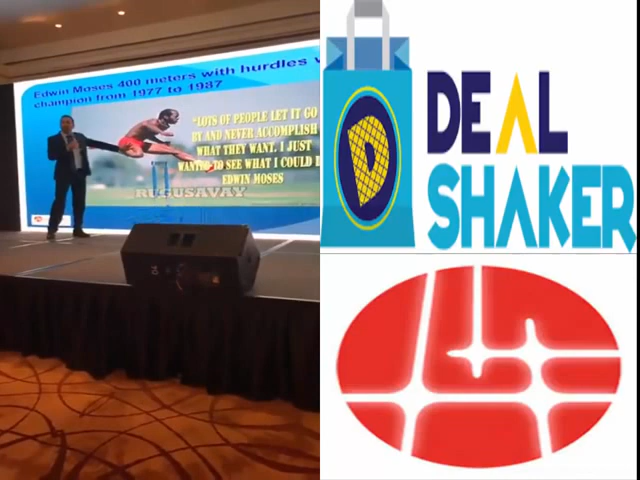 Edwin Moses 400 meters with hurdles
champion from 1977 to 1987
"LOTS OF PEOPLE LET IT GO
BY AND NEVER ACCOMPLISH
WHAT THEY WANT. I JUST
WANTED TO SEE WHAT I COULD
EDWIN MOSES
RUGUSAVAY
D
DEAL
SHAKER